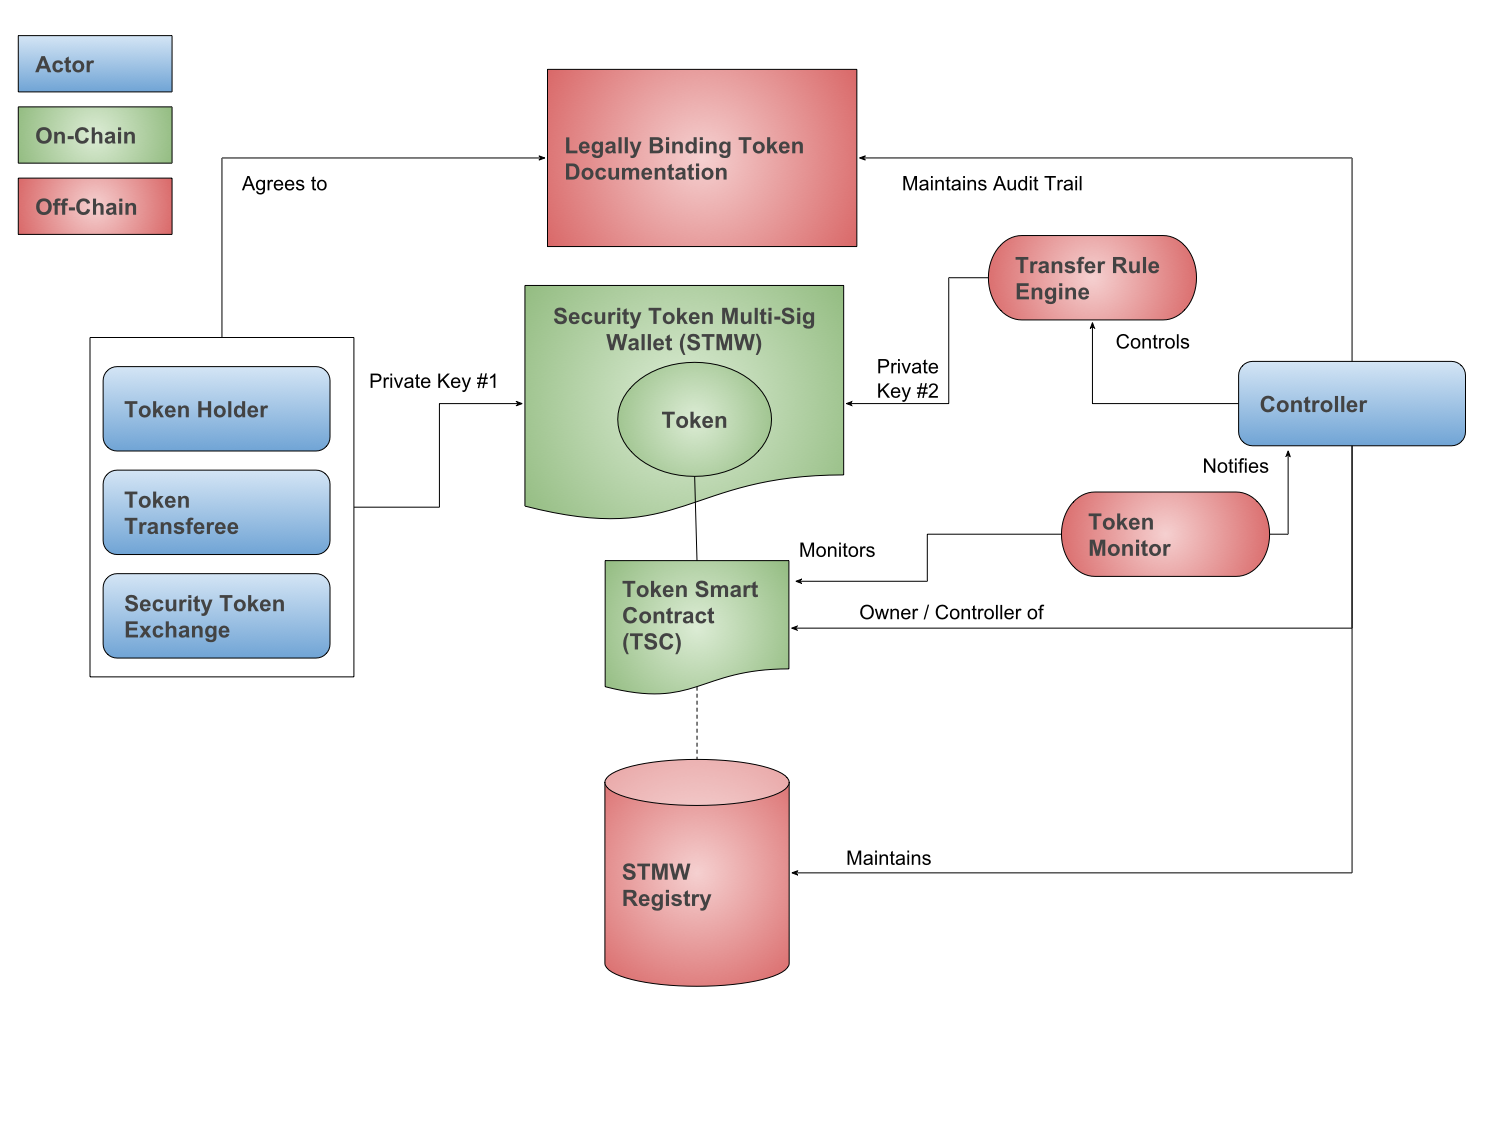 Actor
On-Chain
Off-Chain
Legally Binding Token
Documentation
Agrees to
Maintains Audit Trail
Transfer Rule
Engine
Security Token Multi-Sig
Wallet (STMW)
Controls
Private
Key #2
Private Key #1
Token Holder
Token
Controller
Notifies
Token
Transferee
Token
Monitor
Monitors
Token Smart
Contract
(TSC)
Owner / Controller of
Security Token
Exchange
Maintains
STMW
Registry